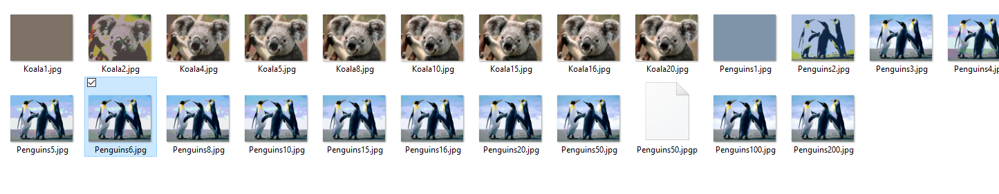 Koala1.jpg
Koala2.jpg
Koala4.jpg
Koala5.jpg
Koala8.jpg
Koala10.jpg
Koala15.jpg
Koala16.jpg
Koala20.jpg
Penguins1.jpg
Penguins2.jpg
Penguins3.jpg
Penguins4.jp
Penguins5.jpg
Penguins6.jpg
Penguins8.jpg
Penguins10.jpg
Penguins15.jpg
Penguins16.jpg
Penguins20.jpg
Penguins50.jpg
Penguins50.jpgp
Penguins100.jpg
Penguins200.jpg